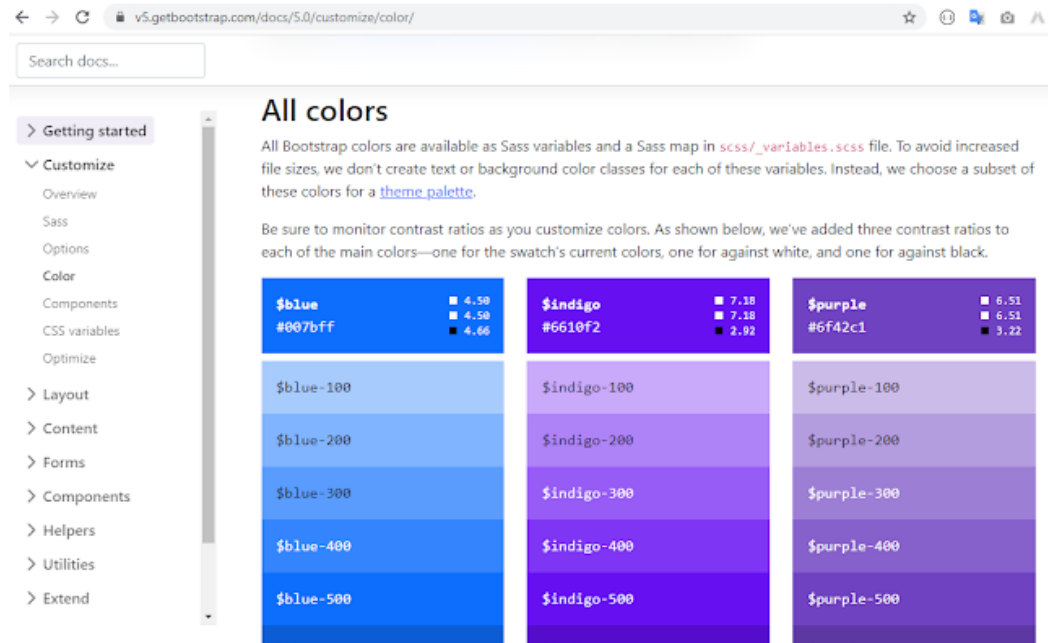 v5.getbootstrap.com/docs/5.0/customize/color/
Search docs...
Getting started
Customize
Overview
Sass
Options
Color
Components
CSS variables
Optimize
Layout
Content
Forms
Components
Helpers
Utilities
Extend
All colors
All Bootstrap colors are available as Sass variables and a Sass map in scss/_variables.scss file. To avoid increased
file sizes, we don't create text or background color classes for each of these variables. Instead, we choose a subset of
these colors for a theme palette.
Be sure to monitor contrast ratios as you customize colors. As shown below, we've added three contrast ratios to
each of the main colors—one for the swatch's current colors, one for against white, and one for against black.
$blue
#007bff
4.50
4.50
4.66
$blue-100
$blue-200
$blue-300
$blue-400
$blue-500
$indigo
#6610f2
7.18
7.18
2.92
$indigo-100
$indigo-200
$indigo-300
$indigo-400
$indigo-500
$purple
#6f42c1
6.51
6.51
3.22
$purple-100
$purple-200
$purple-300
$purple-400
$purple-500